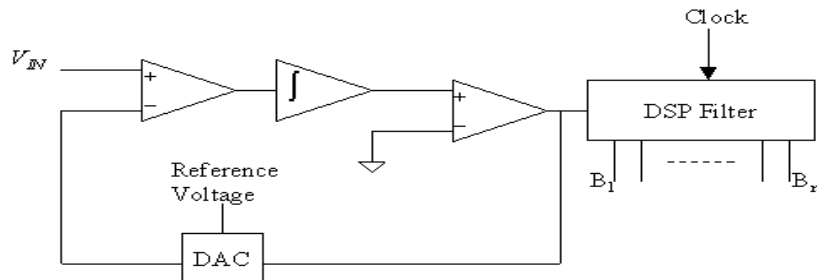 Clock
V_IN
+
−
∫
+
−
DSP Filter
B_1
------
B_r
Reference
Voltage
DAC